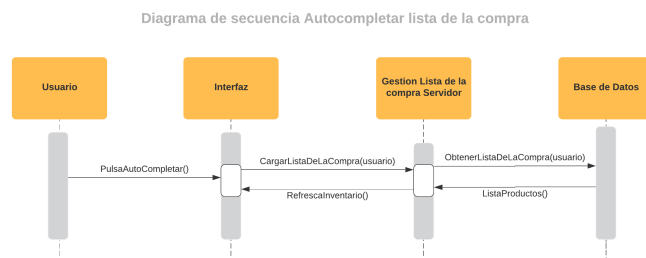 Diagrama de secuencia Autocompletar lista de la compra
Usuario
Interfaz
Gestion Lista de la
compra Servidor
Base de Datos
PulsaAutoCompletar()
CargarListaDeLaCompra(usuario)
ObtenerListaDeLaCompra(usuario)
RefrescaInventario()
ListaProductos()